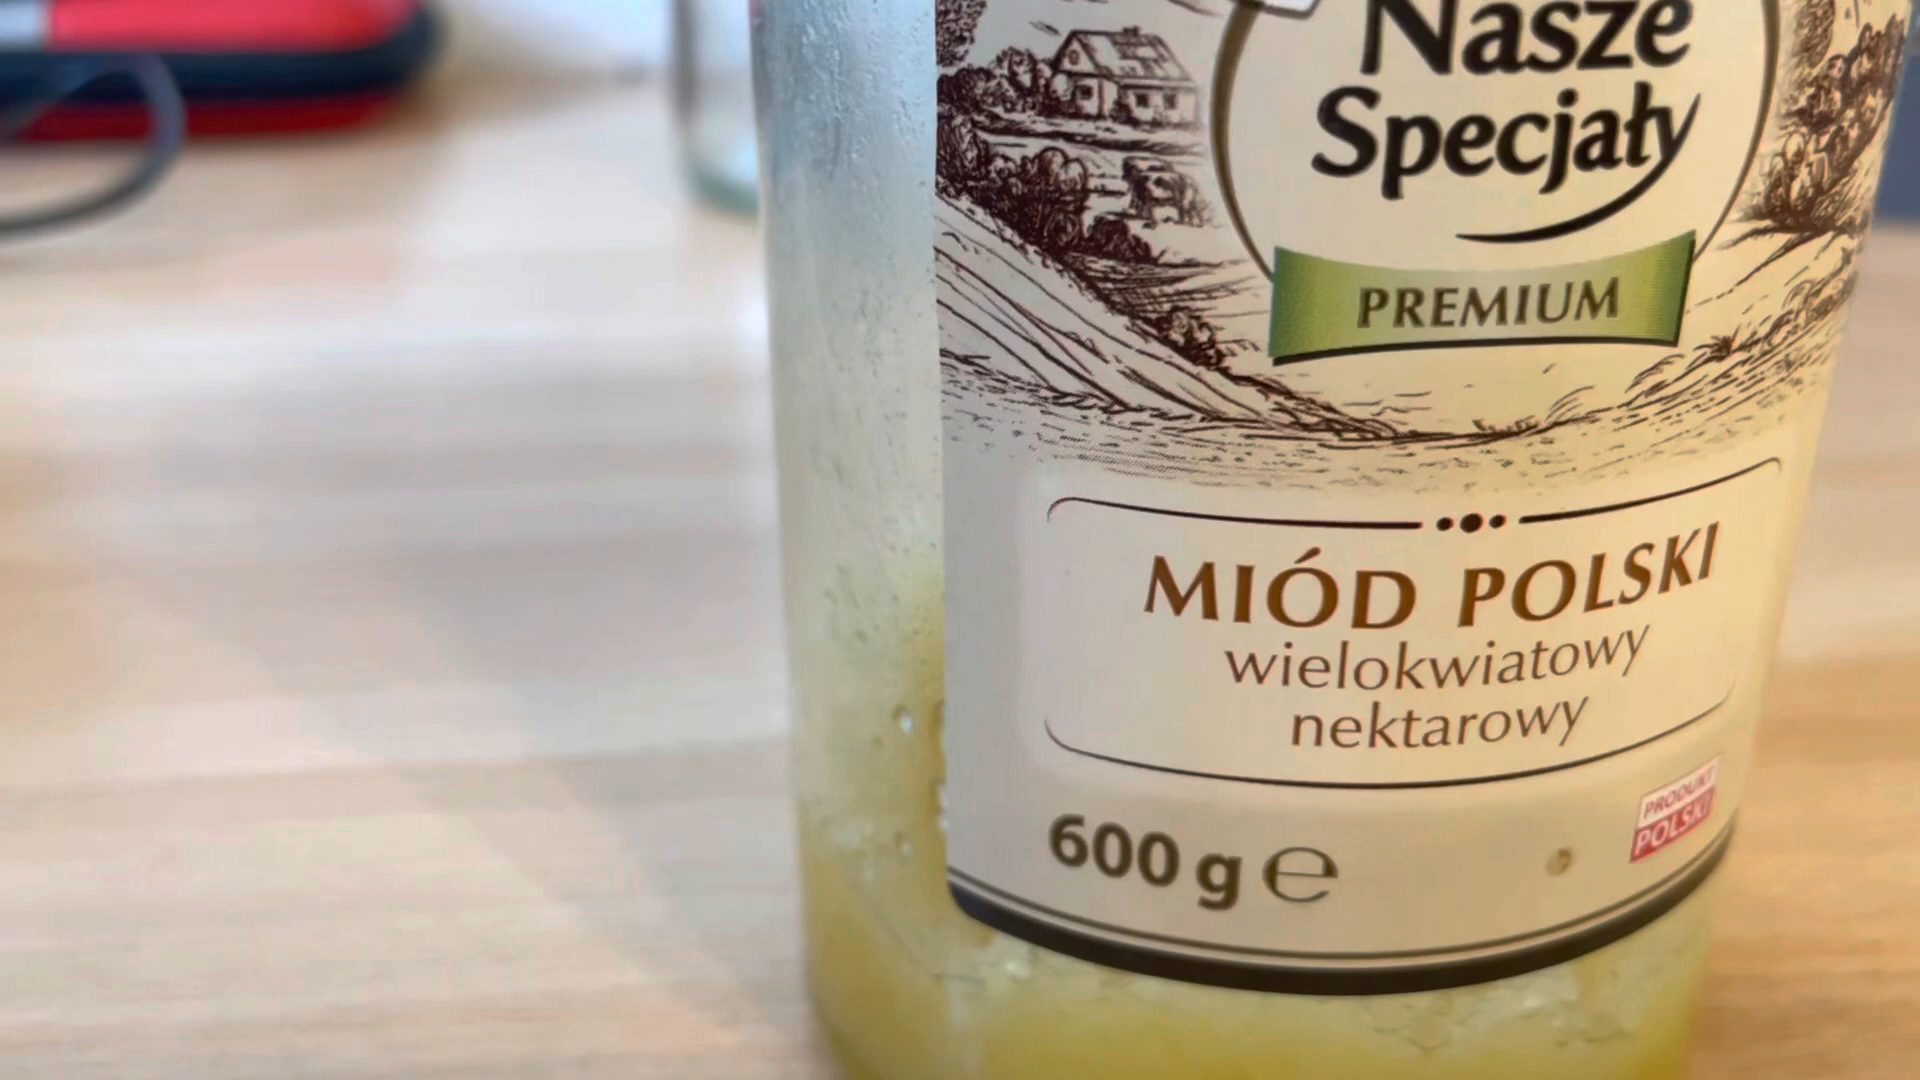 Nasze
Specjały
PREMIUM
MIÓD POLSKI
wielokwiatowy
nektarowy
600 g ℮
PRODUKT
POLSKI